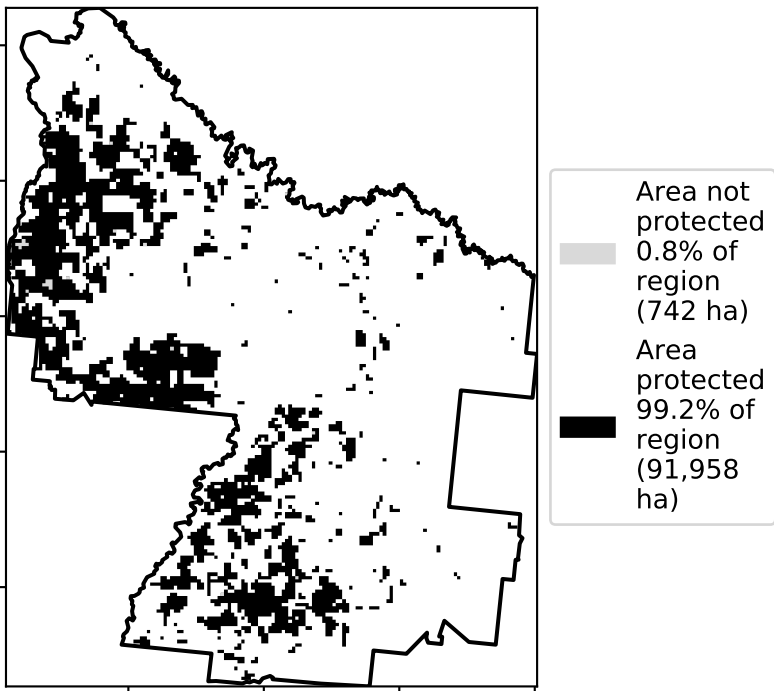 Area not
protected
0.8% of
region
(742 ha)
Area
protected
99.2% of
region
(91,958
ha)